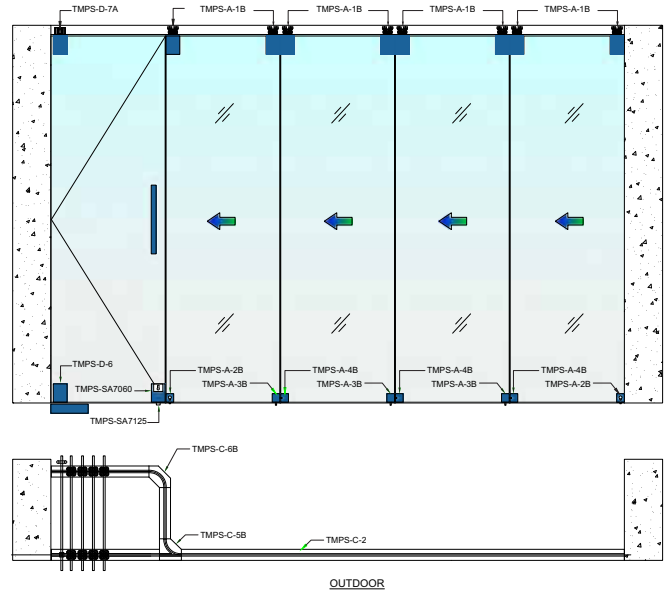 TMPS-D-7A TMPS-A-1B TMPS-A-1B TMPS-A-1B TMPS-A-1B
TMPS-D-6 TMPS-A-2B TMPS-A-4B TMPS-A-4B TMPS-A-4B
TMPS-SA7060 TMPS-A-3B TMPS-A-3B TMPS-A-3B TMPS-A-2B
TMPS-SA7125
TMPS-C-6B
TMPS-C-5B TMPS-C-2
OUTDOOR